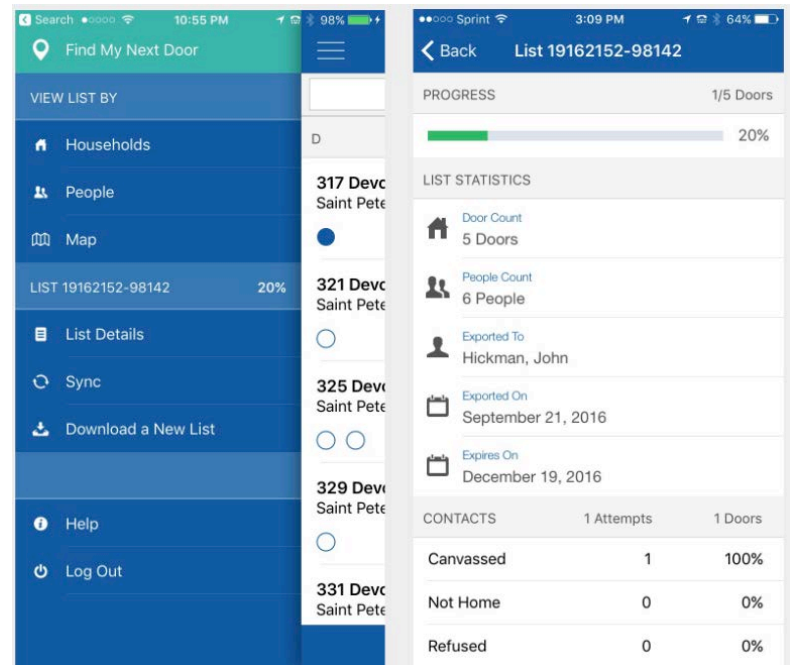 Search 10:55 PM 98%
Find My Next Door
VIEW LIST BY
Households
People
Map
LIST 19162152-98142 20%
List Details
Sync
Download a New List
Help
Log Out
D
317 Devo
Saint Pete
321 Devo
Saint Pete
325 Devo
Saint Pete
329 Devo
Saint Pete
331 Devo
Saint Pete
Sprint 3:09 PM 64%
Back List 19162152-98142
PROGRESS 1/5 Doors
20%
LIST STATISTICS
Door Count
5 Doors
People Count
6 People
Exported To
Hickman, John
Exported On
September 21, 2016
Expires On
December 19, 2016
CONTACTS 1 Attempts 1 Doors
Canvassed 1 100%
Not Home 0 0%
Refused 0 0%